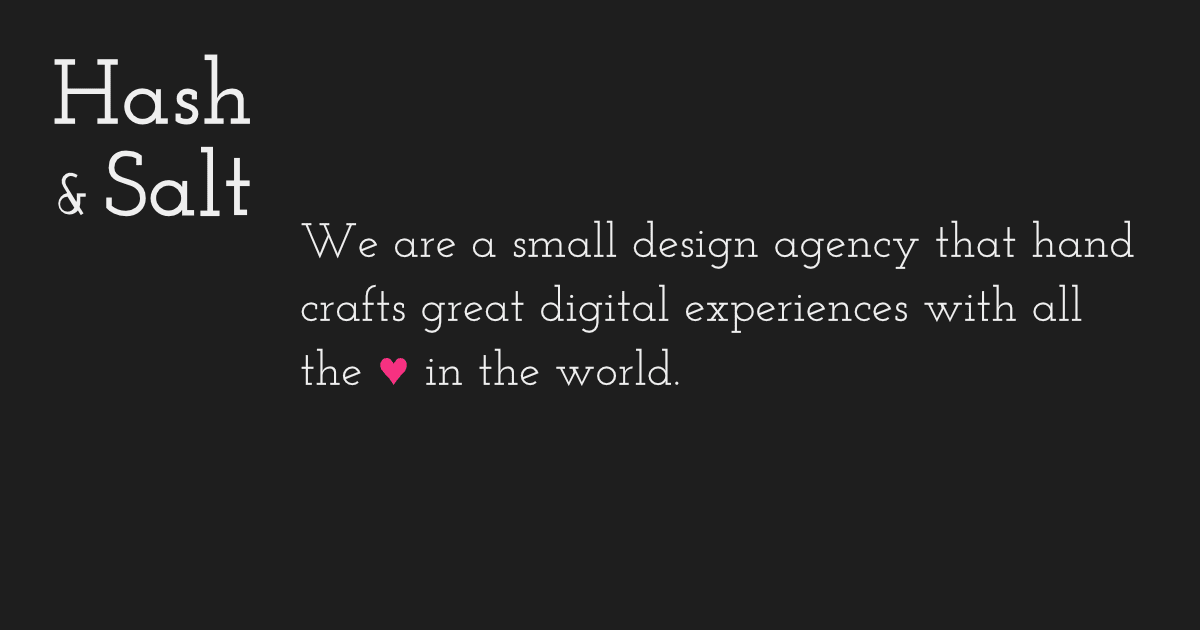 Hash
& Salt
We are a small design agency that hand
crafts great digital experiences with all
the ♥ in the world.